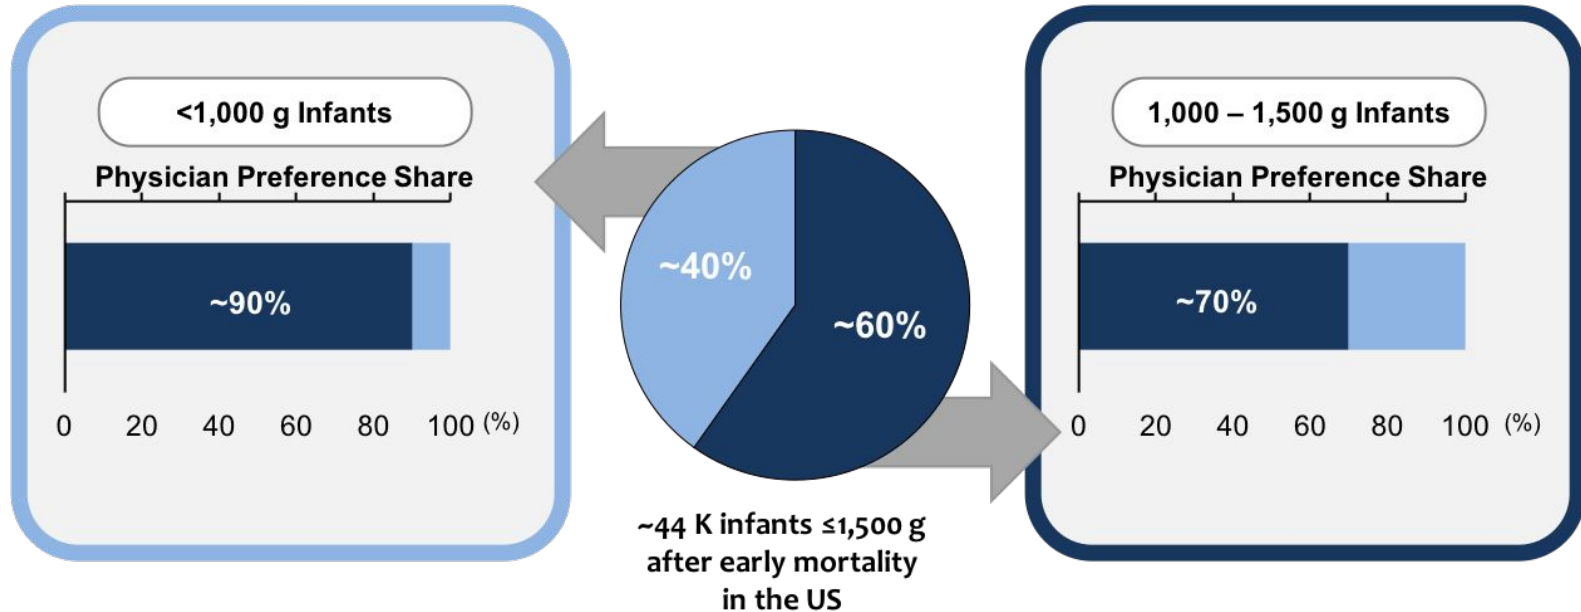 <1,000 g Infants
Physician Preference Share
~90%
0 20 40 60 80 100 (%)
~40%
~60%
~44 K infants ≤1,500 g
after early mortality
in the US
1,000 – 1,500 g Infants
Physician Preference Share
~70%
0 20 40 60 80 100 (%)